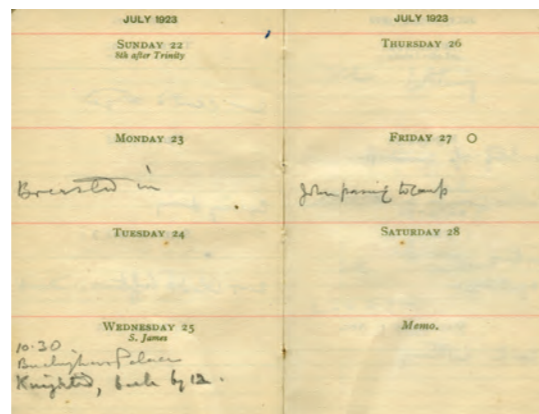 JULY 1923
SUNDAY 22
8th after Trinity
MONDAY 23
Breasted in
TUESDAY 24
WEDNESDAY 25
S. James
10.30
Buckingham Palace
Knighted, back by 12.
JULY 1923
THURSDAY 26
FRIDAY 27
John passing to camp
SATURDAY 28
Memo.